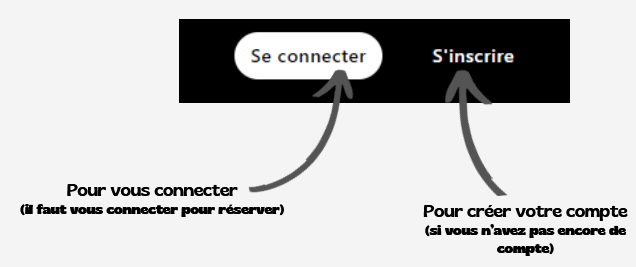 Se connecter
S'inscrire
Pour vous connecter
(il faut vous connecter pour réserver)
Pour créer votre compte
(si vous n'avez pas encore de
compte)